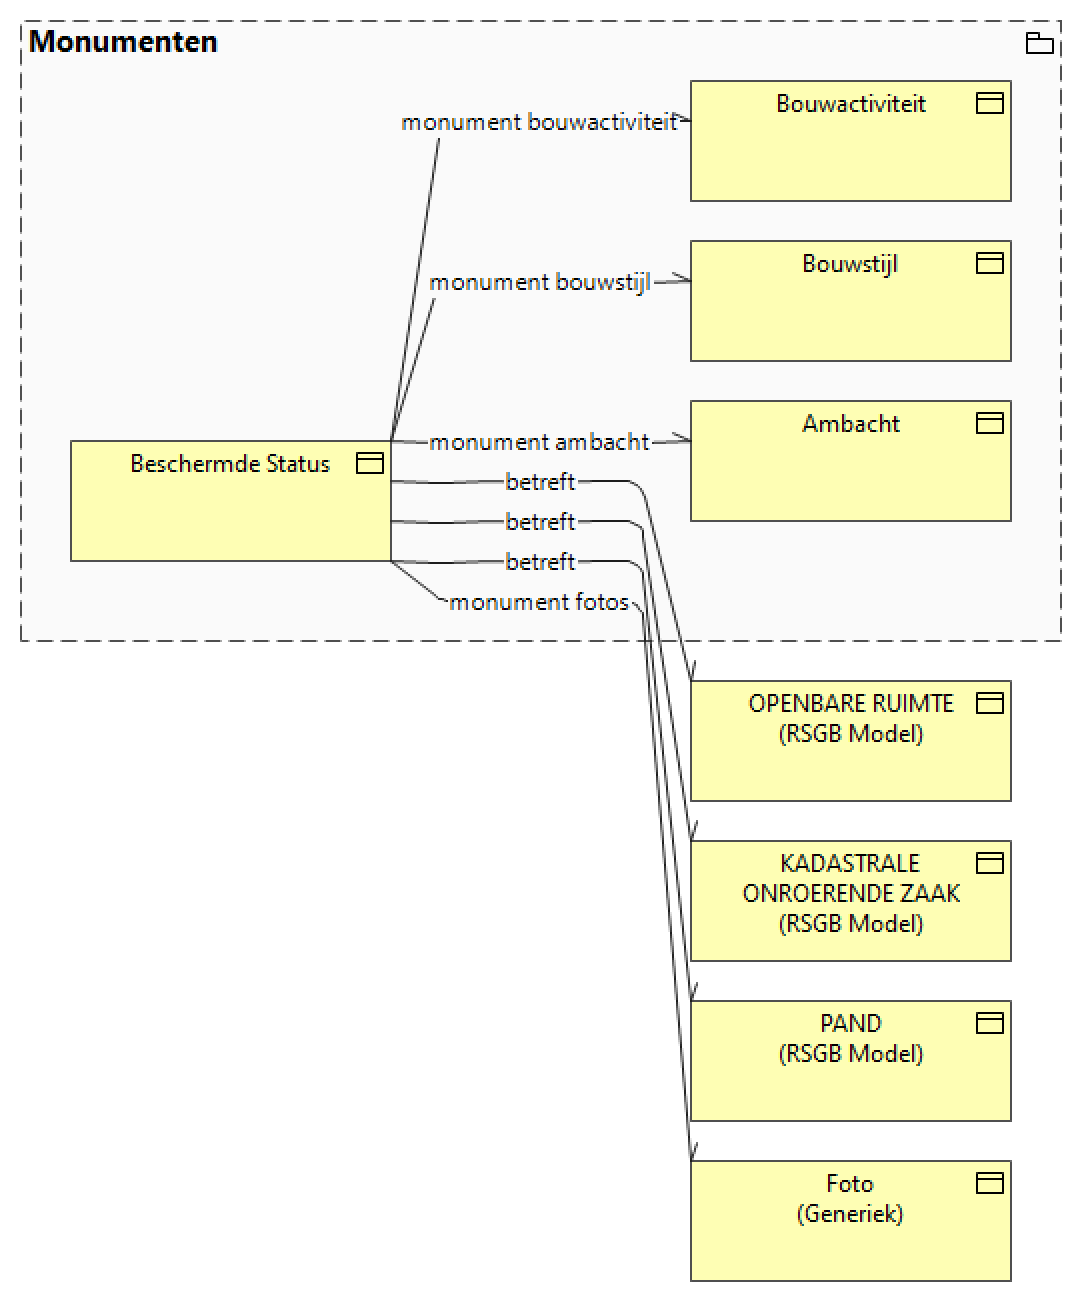 Monumenten
Bouwactiviteit
monument bouwactiviteit
Bouwstijl
monument bouwstijl
Ambacht
monument ambacht
Beschermde Status
betreft
betreft
betreft
monument fotos
OPENBARE RUIMTE
(RSGB Model)
KADASTRALE
ONROERENDE ZAAK
(RSGB Model)
PAND
(RSGB Model)
Foto
(Generiek)